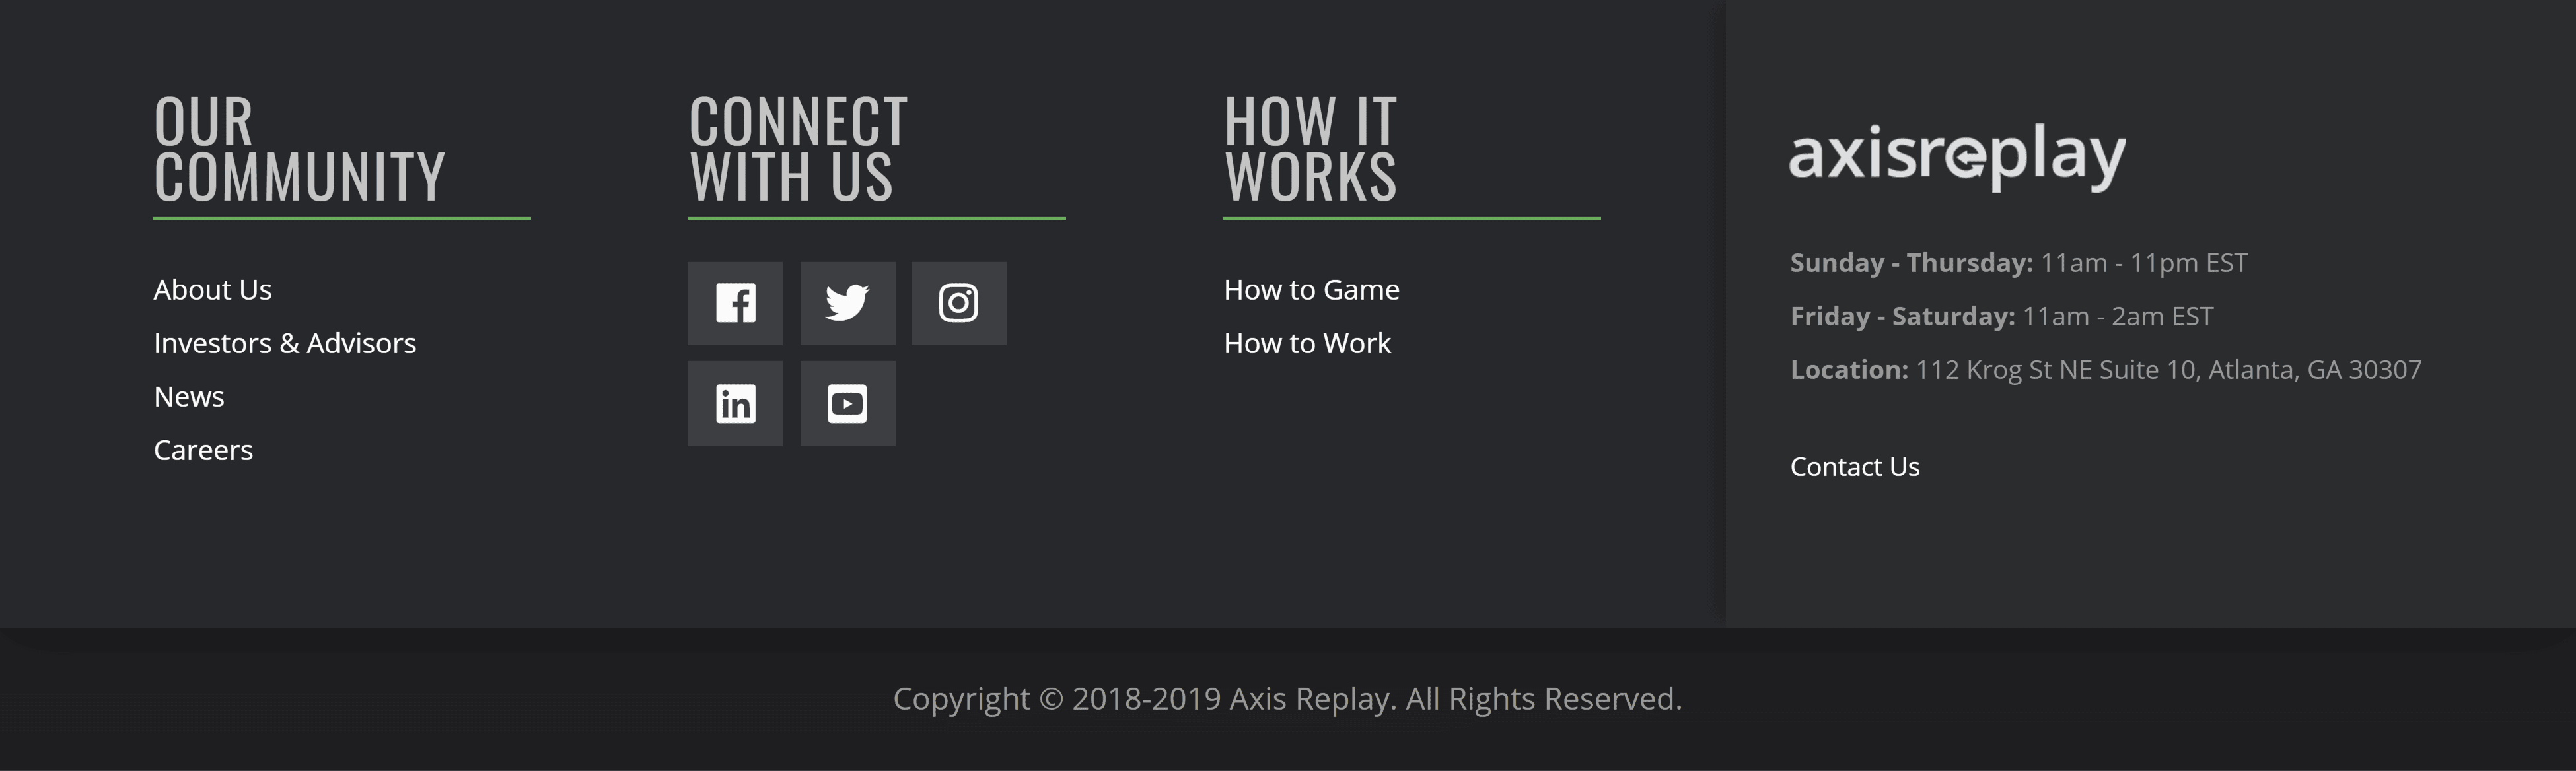 OUR
COMMUNITY
About Us
Investors & Advisors
News
Careers
CONNECT
WITH US
HOW IT
WORKS
How to Game
How to Work
axisreplay
Sunday - Thursday: 11am - 11pm EST
Friday - Saturday: 11am - 2am EST
Location: 112 Krog St NE Suite 10, Atlanta, GA 30307
Contact Us
Copyright © 2018-2019 Axis Replay. All Rights Reserved.